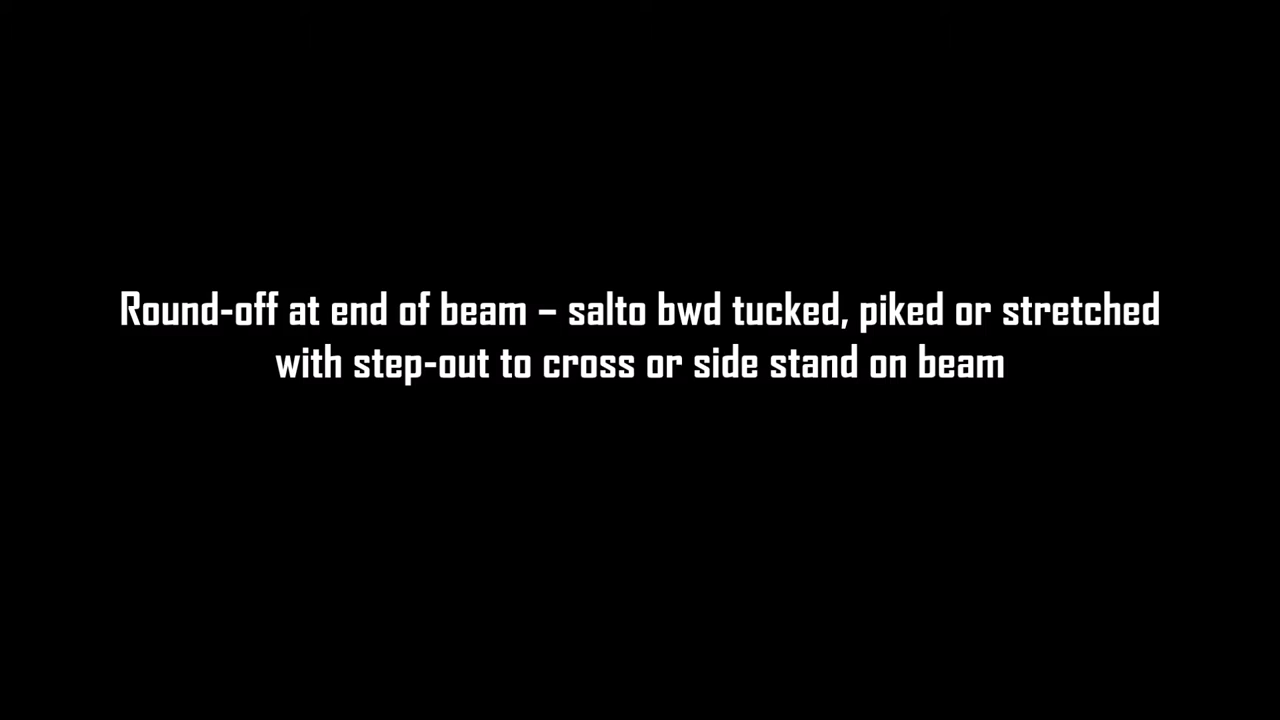 Round-off at end of beam – salto bwd tucked, piked or stretched
with step-out to cross or side stand on beam